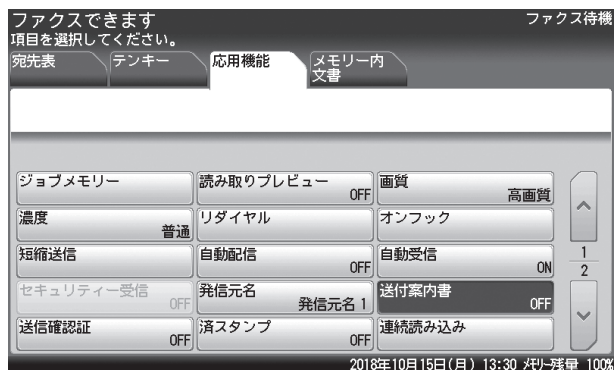 ファクスできます ファクス待機
項目を選択してください。
宛先表 テンキー 応用機能 メモリー内
文書
ジョブメモリー 読み取りプレビュー OFF 画質 高画質
濃度 普通 リダイヤル オンフック
短縮送信 自動配信 OFF 自動受信 ON
1
2
セキュリティー受信 OFF 発信元名 発信元名 1 送付案内書 OFF
送信確認証 OFF 済スタンプ OFF 連続読み込み
2018年10月15日(月) 13:30 ﾒﾓﾘｰ残量 100%